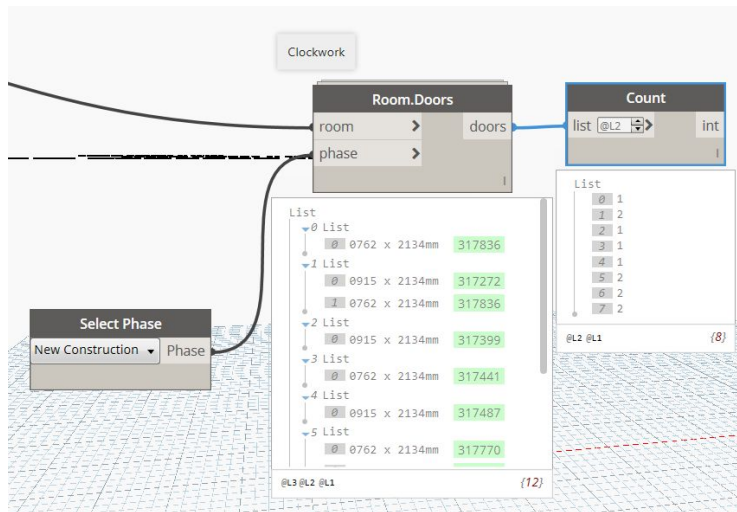 Clockwork
Room.Doors
room > doors
phase >
Count
list @L2 > int
List
0 List
0 0762 x 2134mm 317836
1 List
0 0915 x 2134mm 317272
1 0762 x 2134mm 317836
2 List
0 0915 x 2134mm 317399
3 List
0 0762 x 2134mm 317441
4 List
0 0915 x 2134mm 317487
5 List
0 0762 x 2134mm 317770
@L3 @L2 @L1 {12}
List
0 1
1 2
2 1
3 1
4 1
5 2
6 2
7 2
@L2 @L1 {8}
Select Phase
New Construction Phase